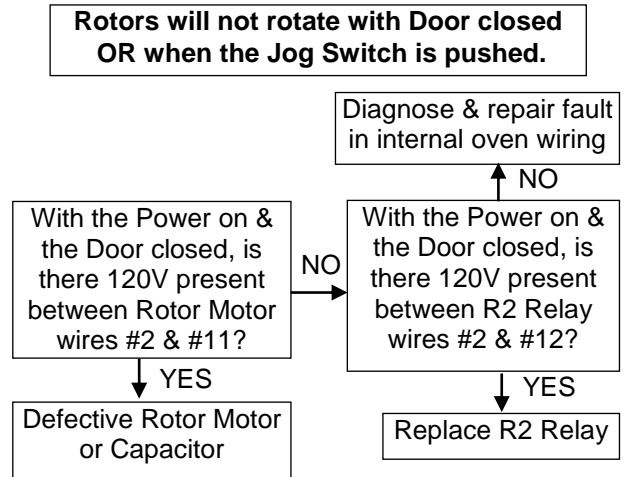 Rotors will not rotate with Door closed
OR when the Jog Switch is pushed.
Diagnose & repair fault
in internal oven wiring
NO
With the Power on &
the Door closed, is
there 120V present
between Rotor Motor
wires #2 & #11?
NO
With the Power on &
the Door closed, is
there 120V present
between R2 Relay
wires #2 & #12?
YES
Defective Rotor Motor
or Capacitor
YES
Replace R2 Relay